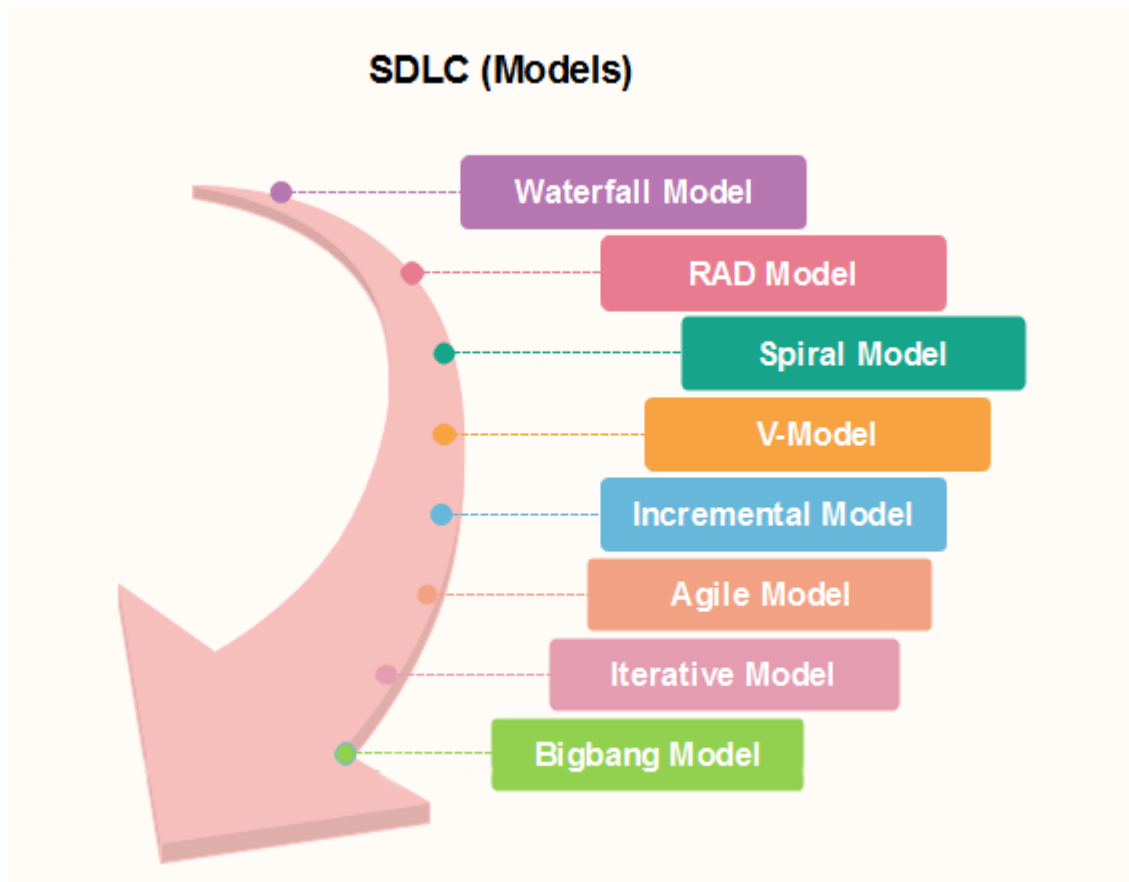 SDLC (Models)
Waterfall Model
RAD Model
Spiral Model
V-Model
Incremental Model
Agile Model
Iterative Model
Bigbang Model